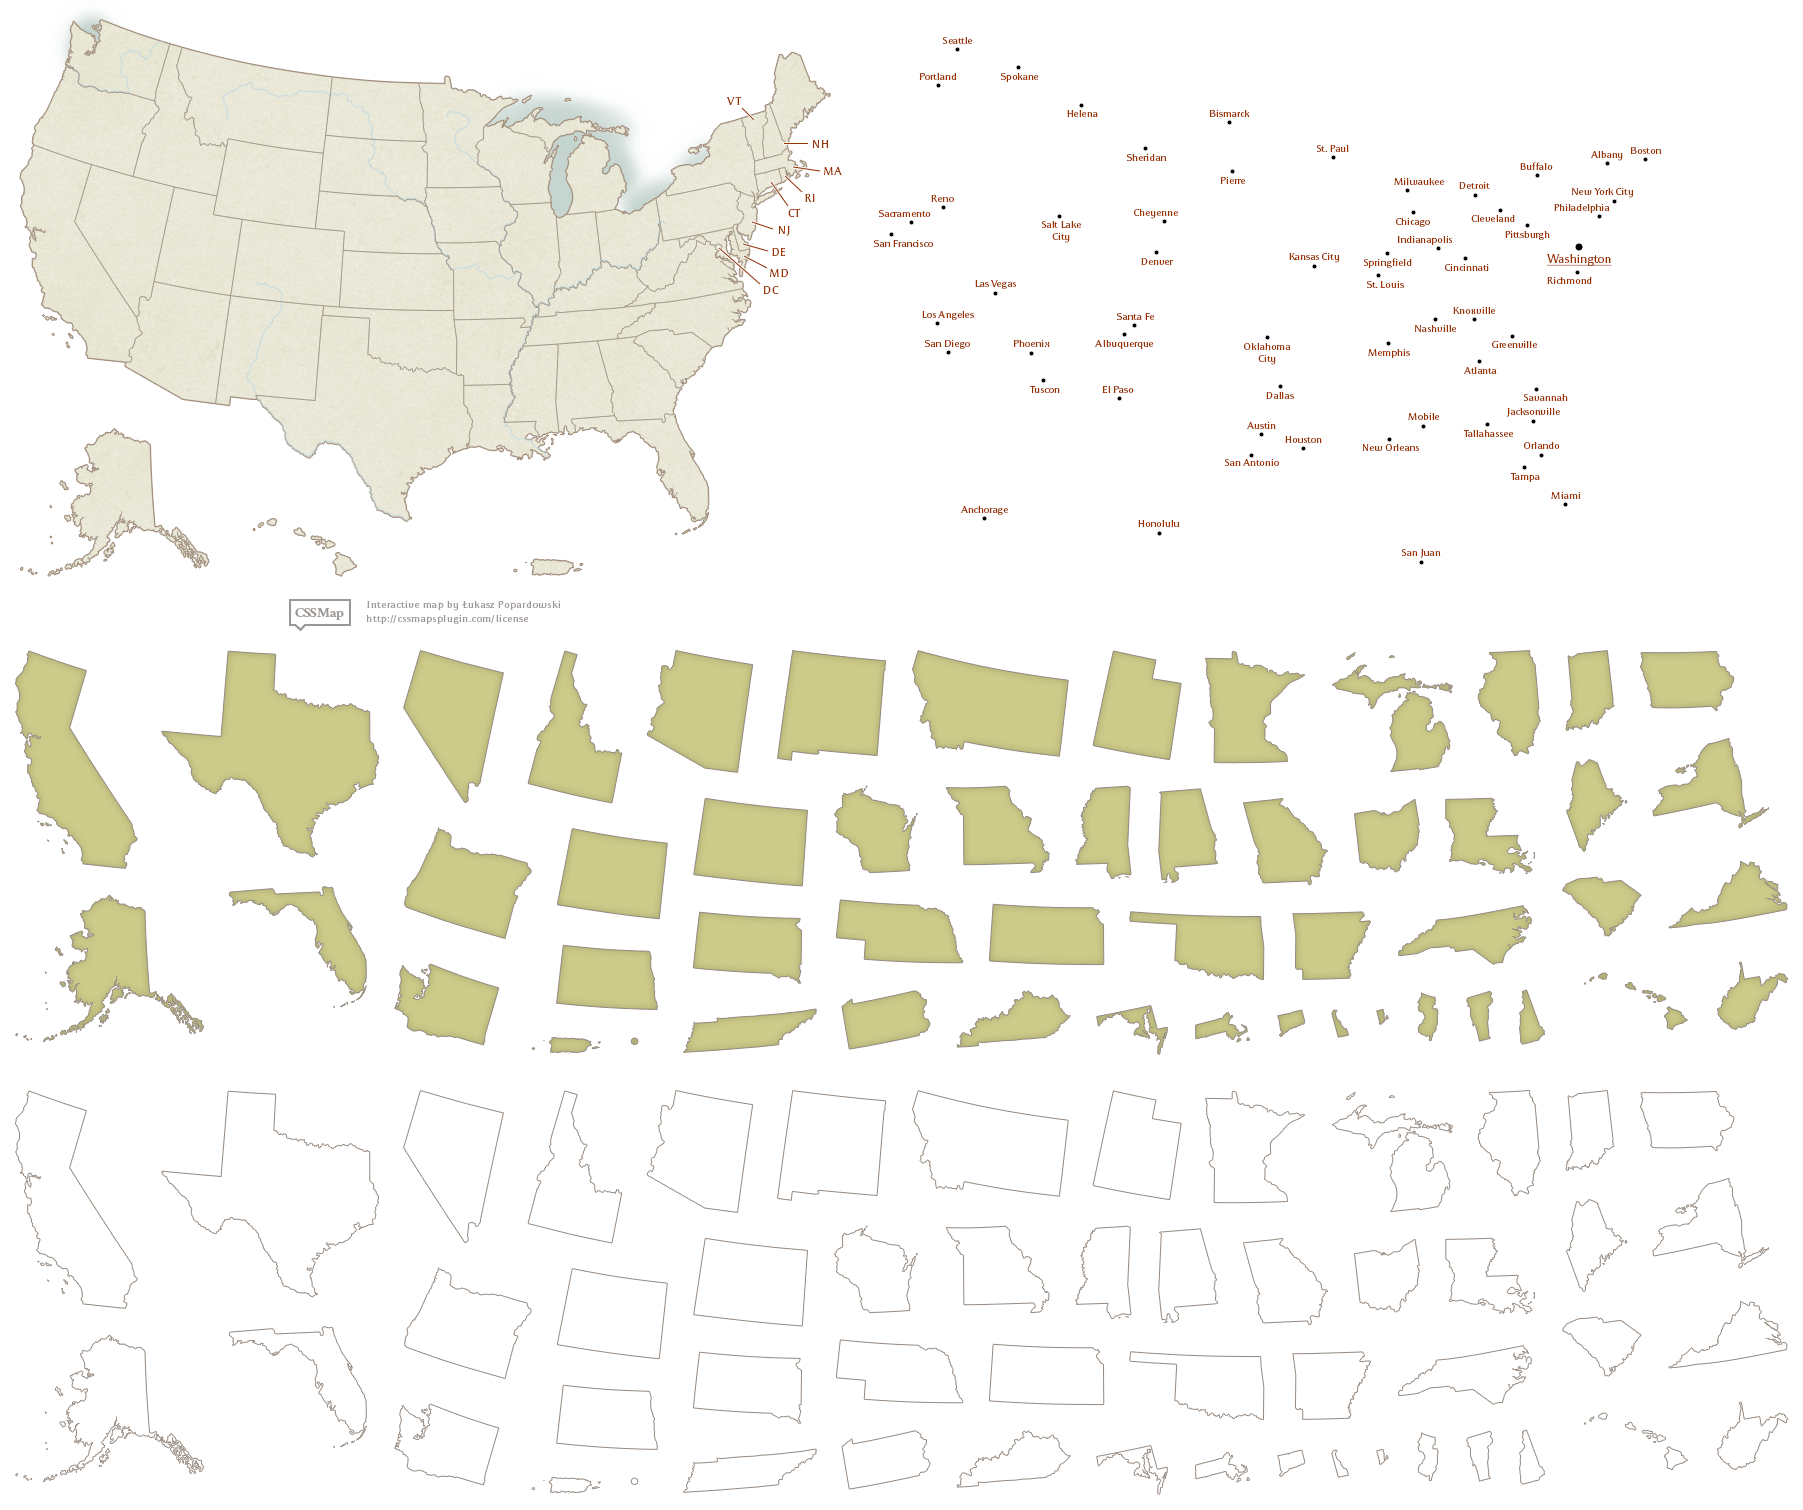 VT
NH
MA
RI
CT
NJ
DE
MD
DC
Seattle
Portland
Spokane
Helena
Bismarck
Sheridan
St. Paul
Pierre
Buffalo
Albany
Boston
Milwaukee
Detroit
New York City
Reno
Sacramento
Salt Lake
City
Cheyenne
Chicago
Cleveland
Philadelphia
San Francisco
Pittsburgh
Indianapolis
Denver
Kansas City
Springfield
Cincinnati
Washington
St. Louis
Richmond
Las Vegas
Los Angeles
Santa Fe
Knoxville
Nashville
San Diego
Phoenix
Albuquerque
Oklahoma
City
Memphis
Greenville
Atlanta
Tuscon
El Paso
Dallas
Savannah
Jacksonville
Mobile
Austin
Houston
Tallahassee
New Orleans
Orlando
San Antonio
Tampa
Miami
Anchorage
Honolulu
San Juan
CSSMap
Interactive map by Łukasz Popardowski
http://cssmapsplugin.com/license